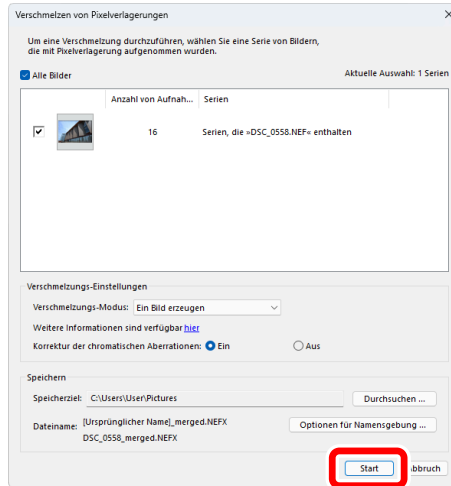 Verschmelzen von Pixelverlagerungen
Um eine Verschmelzung durchzuführen, wählen Sie eine Serie von Bildern,
die mit Pixelverlagerung aufgenommen wurden.
Alle Bilder
Aktuelle Auswahl: 1 Serien
Anzahl von Aufnah... Serien
16 Serien, die »DSC_0558.NEF« enthalten
Verschmelzungs-Einstellungen
Verschmelzungs-Modus: Ein Bild erzeugen
Weitere Informationen sind verfügbar hier
Korrektur der chromatischen Aberrationen: Ein Aus
Speichern
Speicherziel: C:\Users\User\Pictures Durchsuchen ...
Dateiname: [Ursprünglicher Name]_merged.NEFX Optionen für Namensgebung ...
DSC_0558_merged.NEFX
Start bbruch